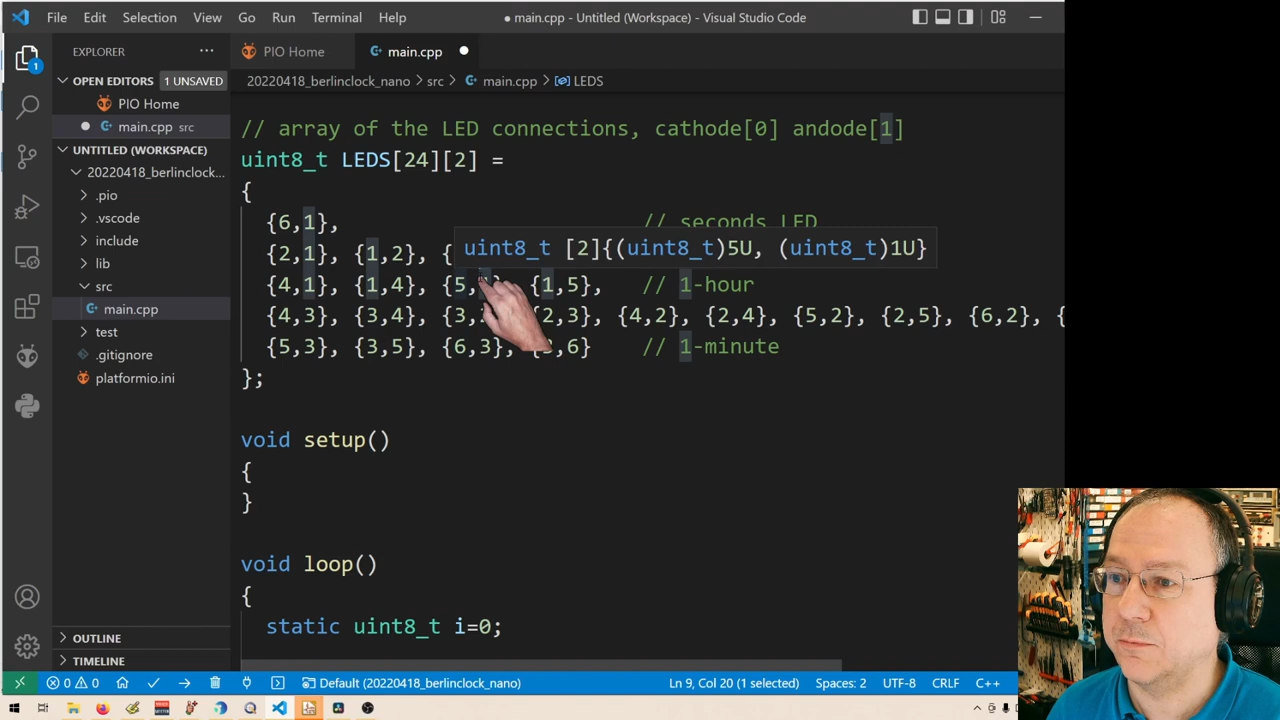 File Edit Selection View Go Run Terminal Help
● main.cpp - Untitled (Workspace) - Visual Studio Code
EXPLORER ···
PIO Home main.cpp
OPEN EDITORS 1 UNSAVED
PIO Home
main.cpp src
UNTITLED (WORKSPACE)
20220418_berlinclock...
.pio
.vscode
include
lib
src
main.cpp
test
.gitignore
platformio.ini
OUTLINE
TIMELINE
1
20220418_berlinclock_nano › src › main.cpp › LEDS
// array of the LED connections, cathode[0] andode[1]
uint8_t LEDS[24][2] =
{
{6,1}, // seconds LED
uint8_t [2]{(uint8_t)5U, (uint8_t)1U}
{2,1}, {1,2}, {
{4,1}, {1,4}, {5, {1,5}, // 1-hour
{4,3}, {3,4}, {3, {2,3}, {4,2}, {2,4}, {5,2}, {2,5}, {6,2}, {
{5,3}, {3,5}, {6,3}, ,6} // 1-minute
};
void setup()
{
}
void loop()
{
static uint8_t i=0;
0 0 Default (20220418_berlinclock_nano) Ln 9, Col 20 (1 selected) Spaces: 2 UTF-8 CRLF C++